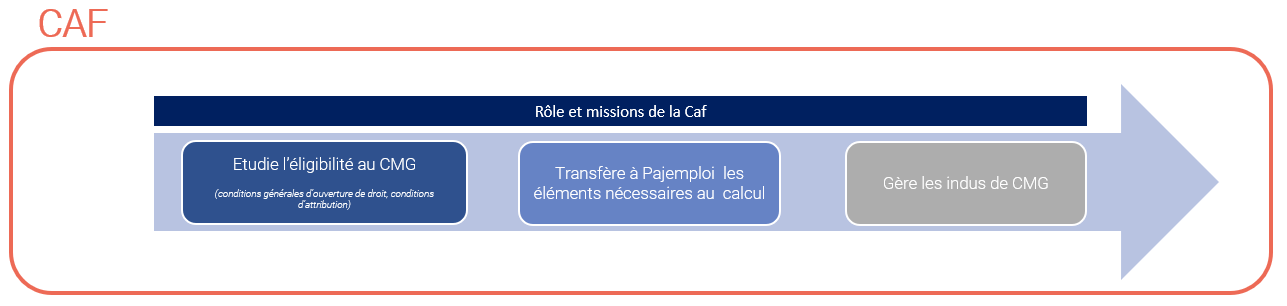 CAF
Rôle et missions de la Caf
Etudie l'éligibilité au CMG
(conditions générales d'ouverture de droit, conditions
d'attribution)
Transfère à Pajemploi les
éléments nécessaires au calcul
Gère les indus de CMG